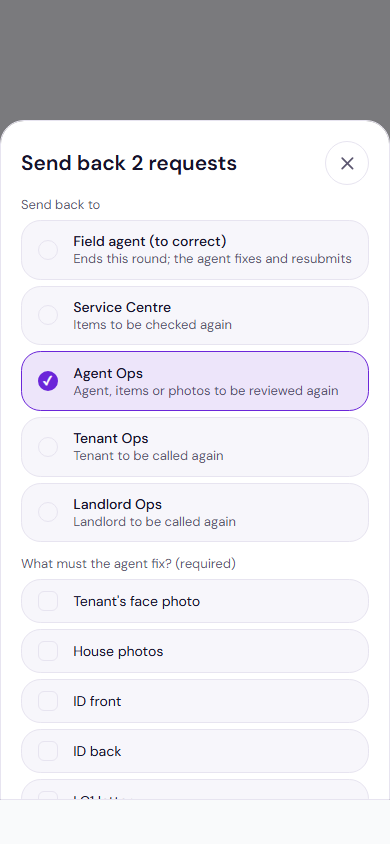 Send back 2 requests
Send back to
Field agent (to correct)
Ends this round; the agent fixes and resubmits
Service Centre
Items to be checked again
Agent Ops
Agent, items or photos to be reviewed again
Tenant Ops
Tenant to be called again
Landlord Ops
Landlord to be called again
What must the agent fix? (required)
Tenant's face photo
House photos
ID front
ID back